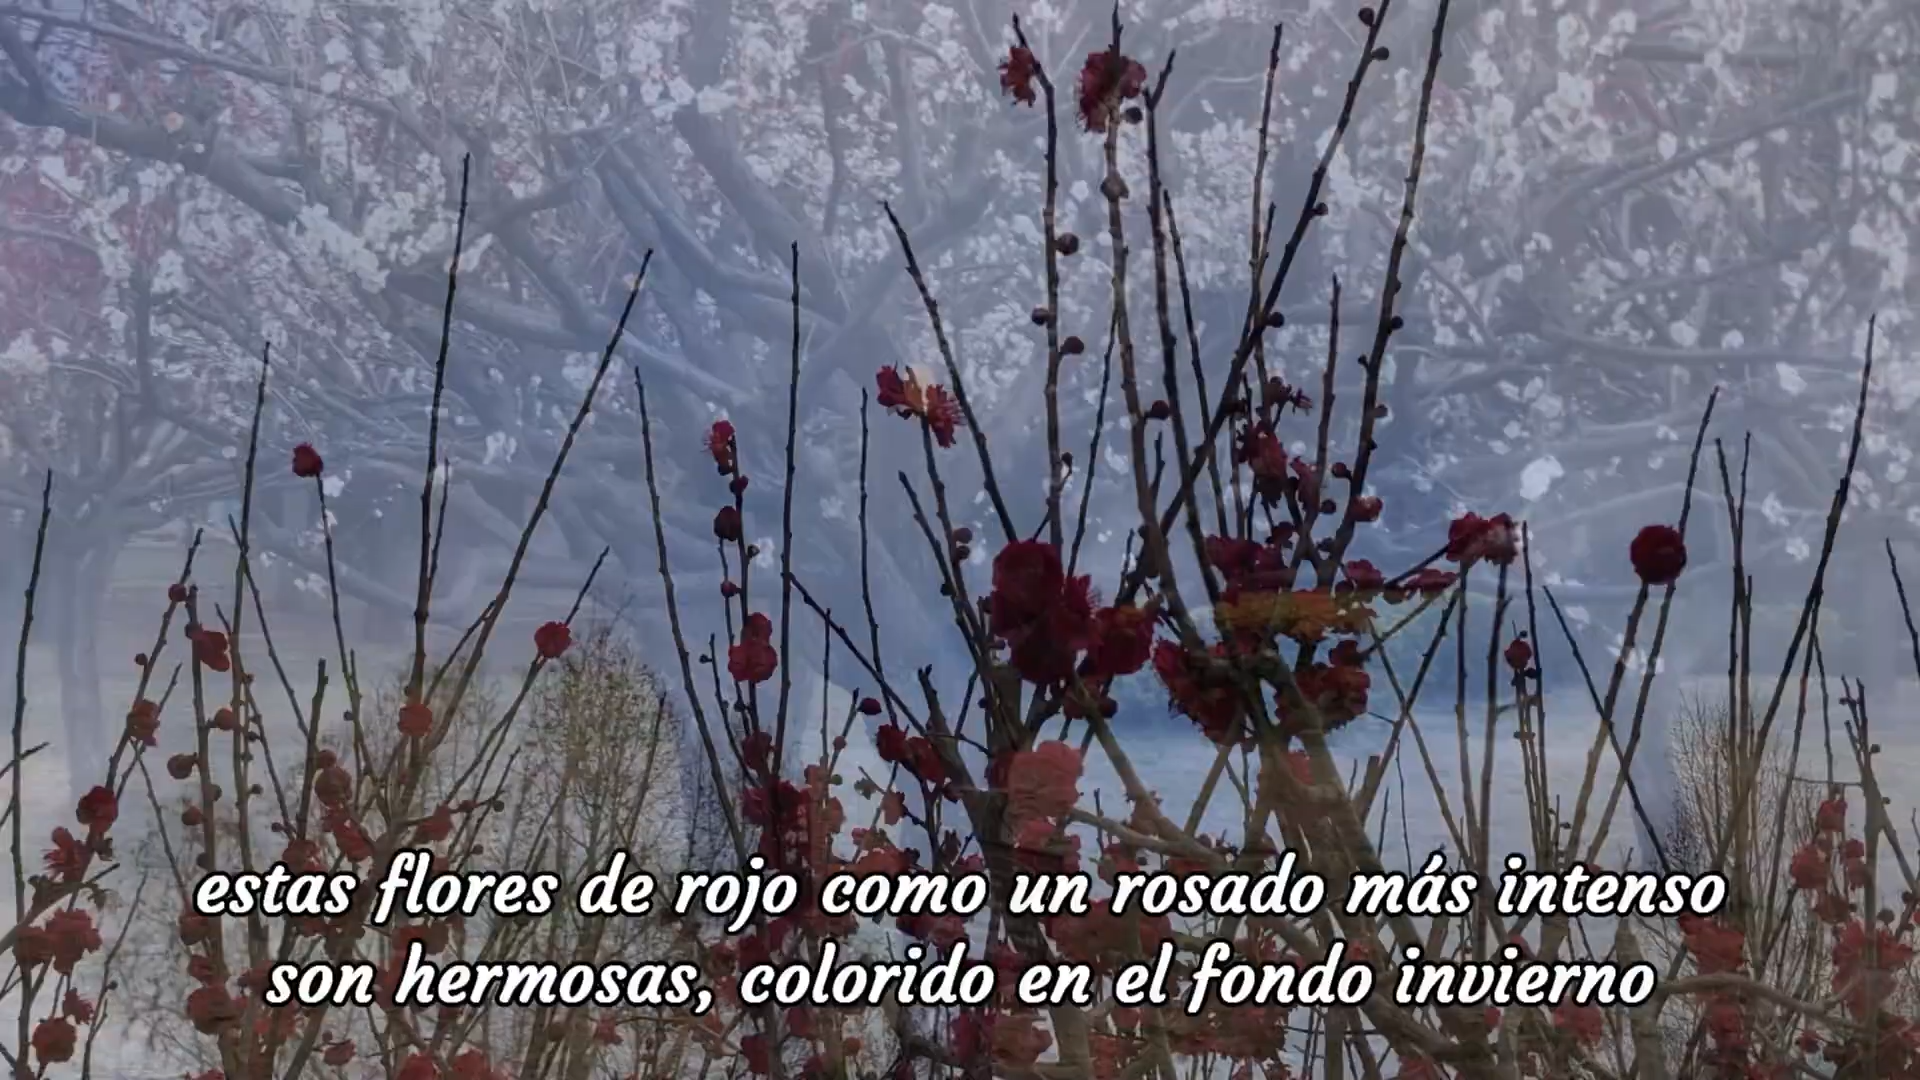 estas flores de rojo como un rosado más intenso
son hermosas, colorido en el fondo invierno